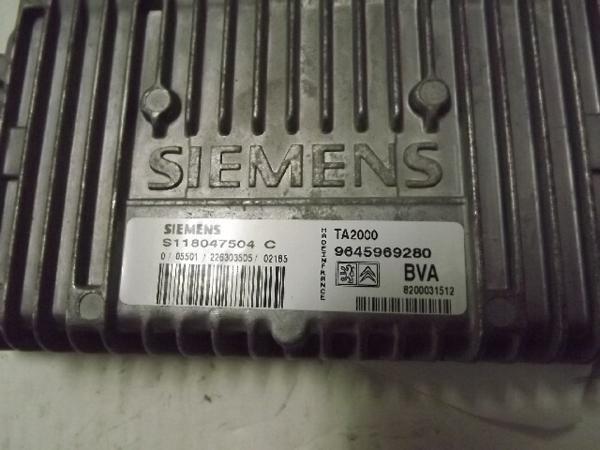 SIEMENS
SIEMENS
S118047504 C
0 / 05501 / 226303505 / 02185
MADE IN FRANCE
TA2000
9645969280
BVA
8200031512